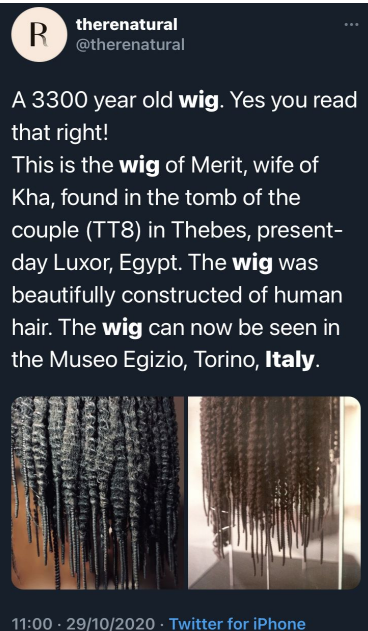 R
therenatural
@therenatural
A 3300 year old wig. Yes you read
that right!
This is the wig of Merit, wife of
Kha, found in the tomb of the
couple (TT8) in Thebes, present-
day Luxor, Egypt. The wig was
beautifully constructed of human
hair. The wig can now be seen in
the Museo Egizio, Torino, Italy.
11:00 · 29/10/2020 · Twitter for iPhone